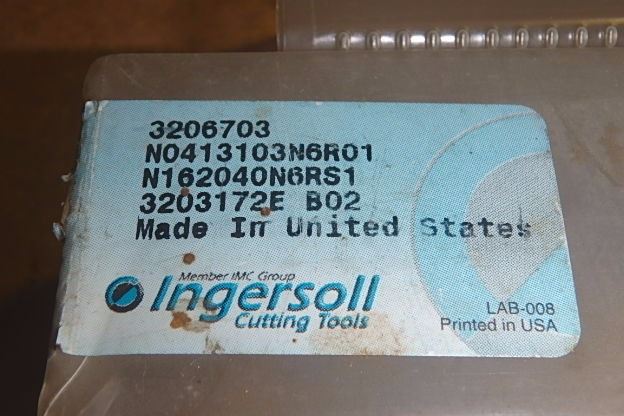 3206703
N0413103N6R01
N162040N6RS1
3203172E B02
Made In United States
Member IMC Group
Ingersoll
Cutting Tools
LAB-008
Printed in USA